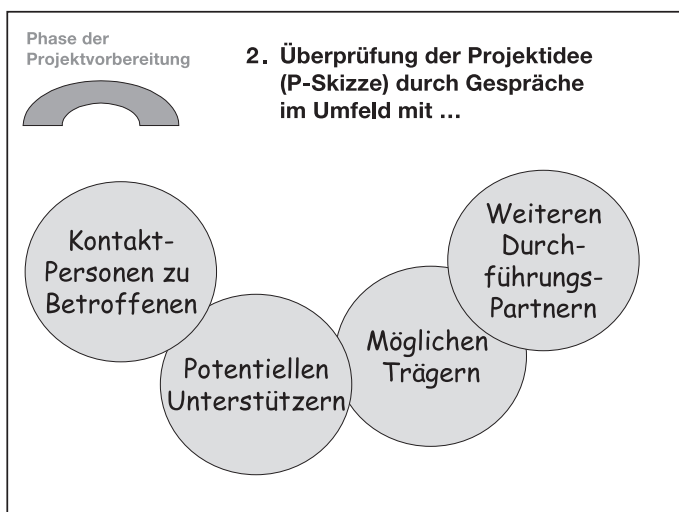 Phase der
Projektvorbereitung
2. Überprüfung der Projektidee
(P-Skizze) durch Gespräche
im Umfeld mit ...
Kontakt-
Personen zu
Betroffenen
Potentiellen
Unterstützern
Möglichen
Trägern
Weiteren
Durch-
führungs-
Partnern